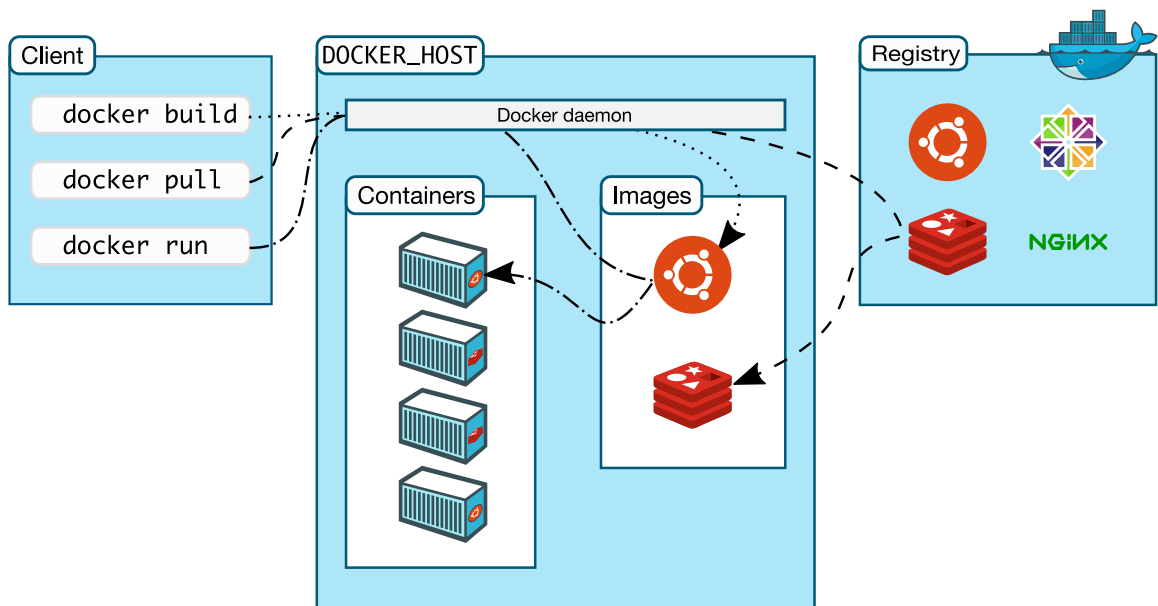 Client
docker build
docker pull
docker run
DOCKER_HOST
Docker daemon
Containers
Images
Registry
NGINX